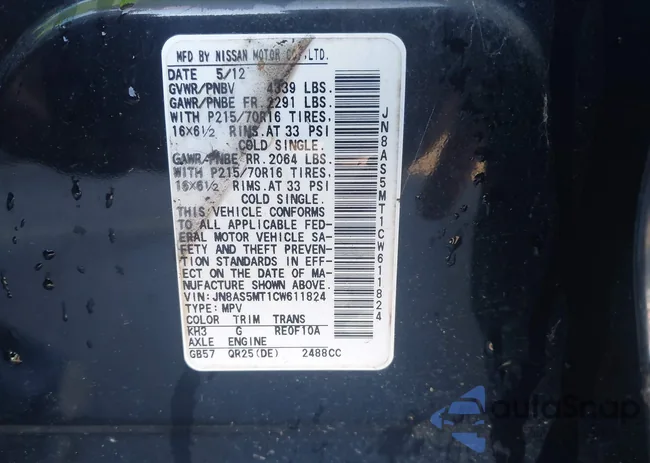 MFD BY NISSAN MOTOR CO.,LTD.
DATE 5/12
GVWR/PNBV 4339 LBS.
GAWR/PNBE FR. 2291 LBS.
WITH P215/70R16 TIRES,
16X6½ RIMS.AT 33 PSI
COLD SINGLE.
GAWR/PNBE RR. 2064 LBS.
WITH P215/70R16 TIRES,
16X6½ RIMS.AT 33 PSI
COLD SINGLE.
THIS VEHICLE CONFORMS
TO ALL APPLICABLE FED-
ERAL MOTOR VEHICLE SA-
FETY AND THEFT PREVEN-
TION STANDARDS IN EFF-
ECT ON THE DATE OF MA-
NUFACTURE SHOWN ABOVE.
VIN: JN8AS5MT1CW611824
TYPE: MPV
COLOR TRIM TRANS
KH3 G RE0F10A
AXLE ENGINE
GB57 QR25(DE) 2488CC
JN8AS5MT1CW611824
AutoSnap